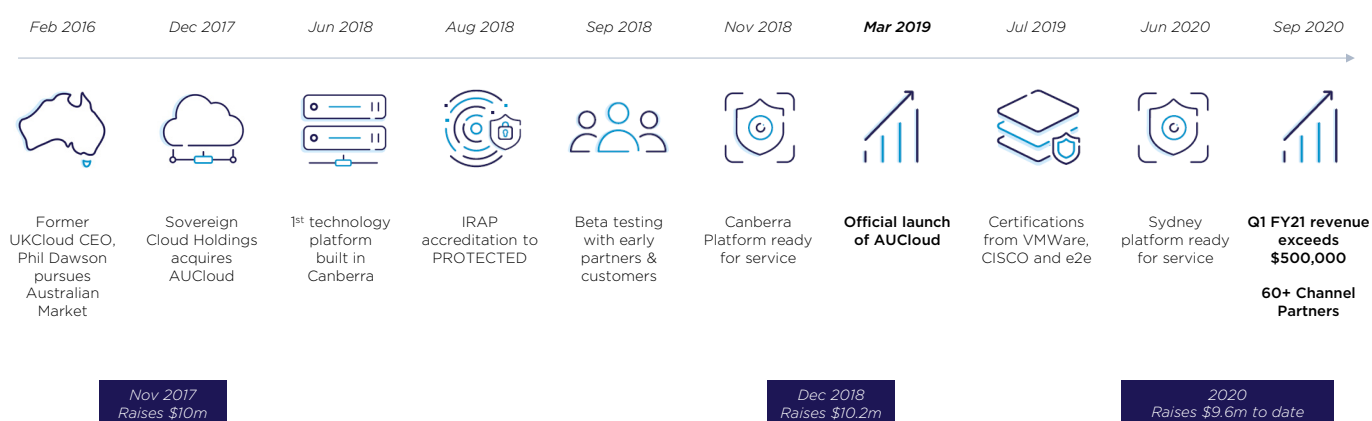 Feb 2016
Dec 2017
Jun 2018
Aug 2018
Sep 2018
Nov 2018
Mar 2019
Jul 2019
Jun 2020
Sep 2020
Former
UKCloud CEO,
Phil Dawson
pursues
Australian
Market
Sovereign
Cloud Holdings
acquires
AUCloud
1st technology
platform
built in
Canberra
IRAP
accreditation to
PROTECTED
Beta testing
with early
partners &
customers
Canberra
Platform ready
for service
Official launch
of AUCloud
Certifications
from VMWare,
CISCO and e2e
Sydney
platform ready
for service
Q1 FY21 revenue
exceeds
$500,000
60+ Channel
Partners
Nov 2017
Raises $10m
Dec 2018
Raises $10.2m
2020
Raises $9.6m to date